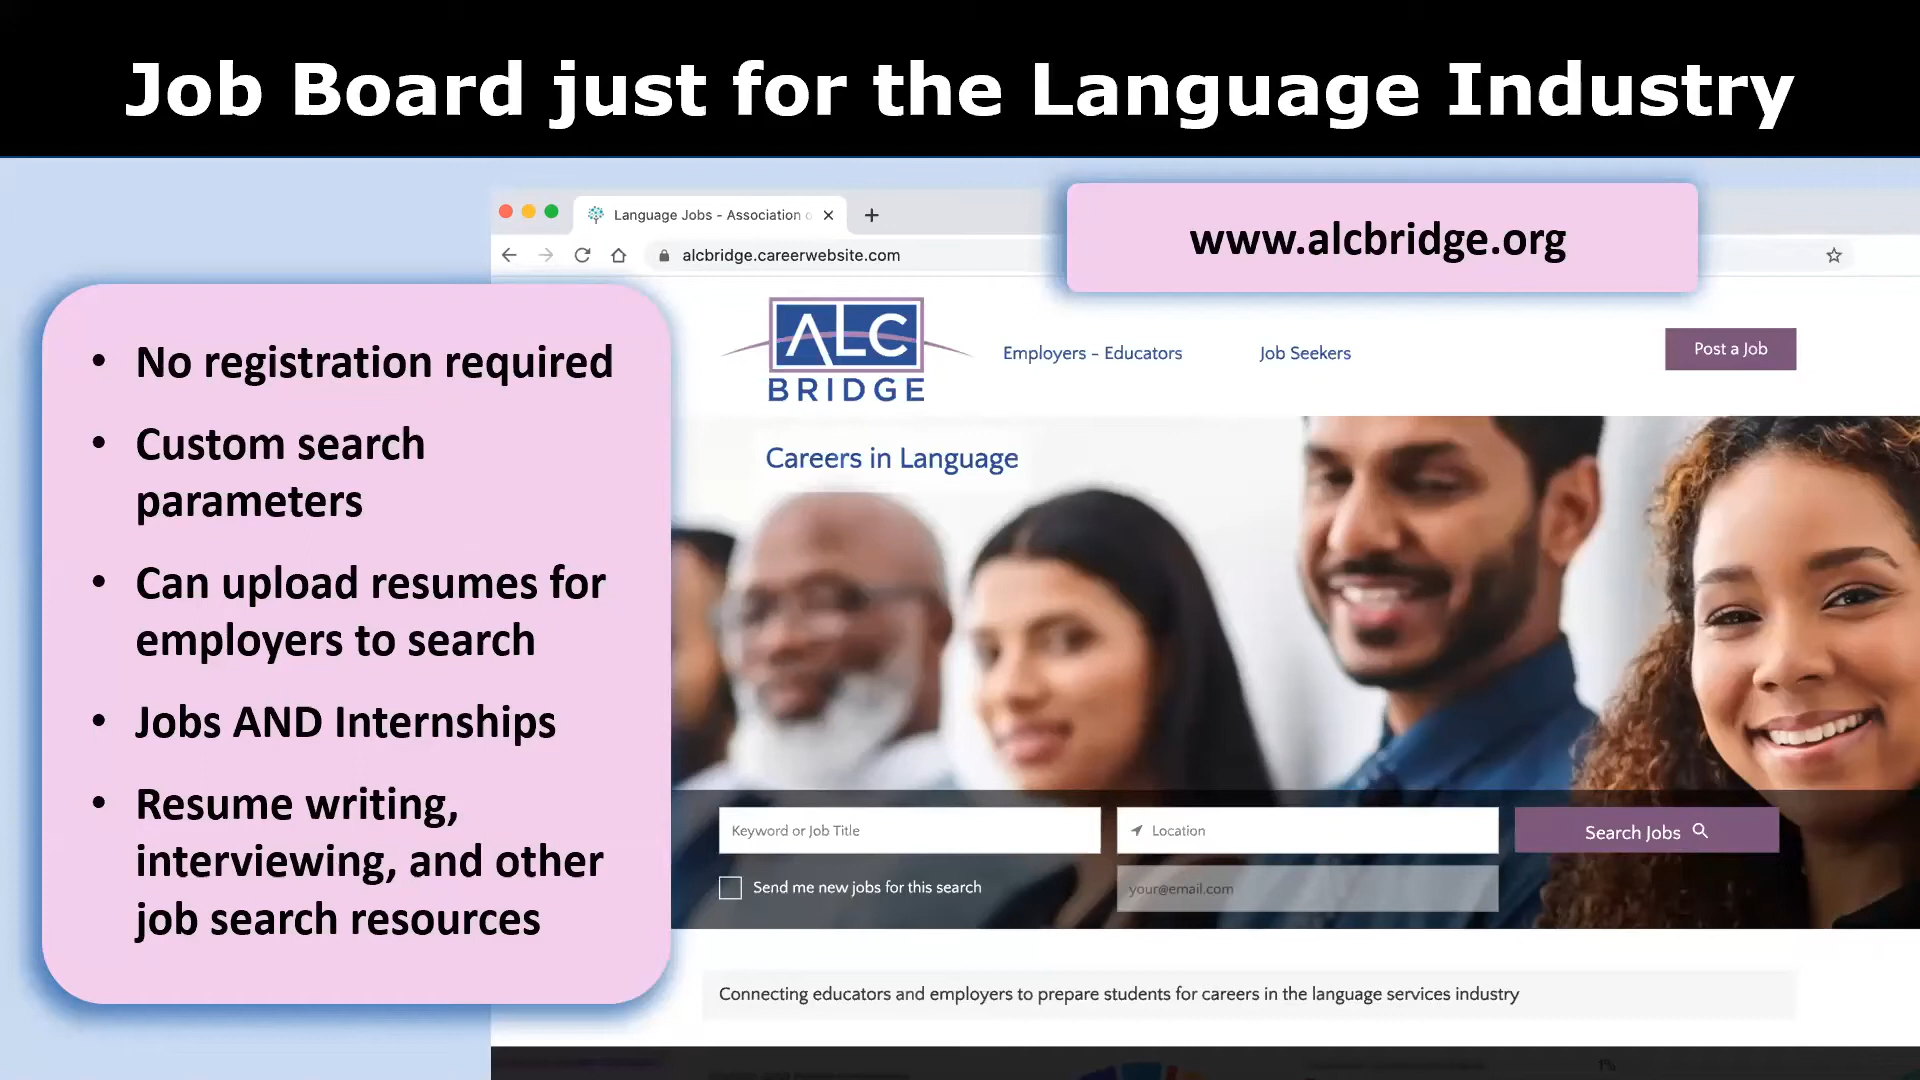 Job Board just for the Language Industry
www.alcbridge.org
Language Jobs - Association
alcbridge.careerwebsite.com
• No registration required
• Custom search
parameters
• Can upload resumes for
employers to search
• Jobs AND Internships
• Resume writing,
interviewing, and other
job search resources
ALC
BRIDGE
Employers - Educators
Job Seekers
Post a Job
Careers in Language
Keyword or Job Title
Location
Search Jobs
Send me new jobs for this search
your@email.com
Connecting educators and employers to prepare students for careers in the language services industry
1%